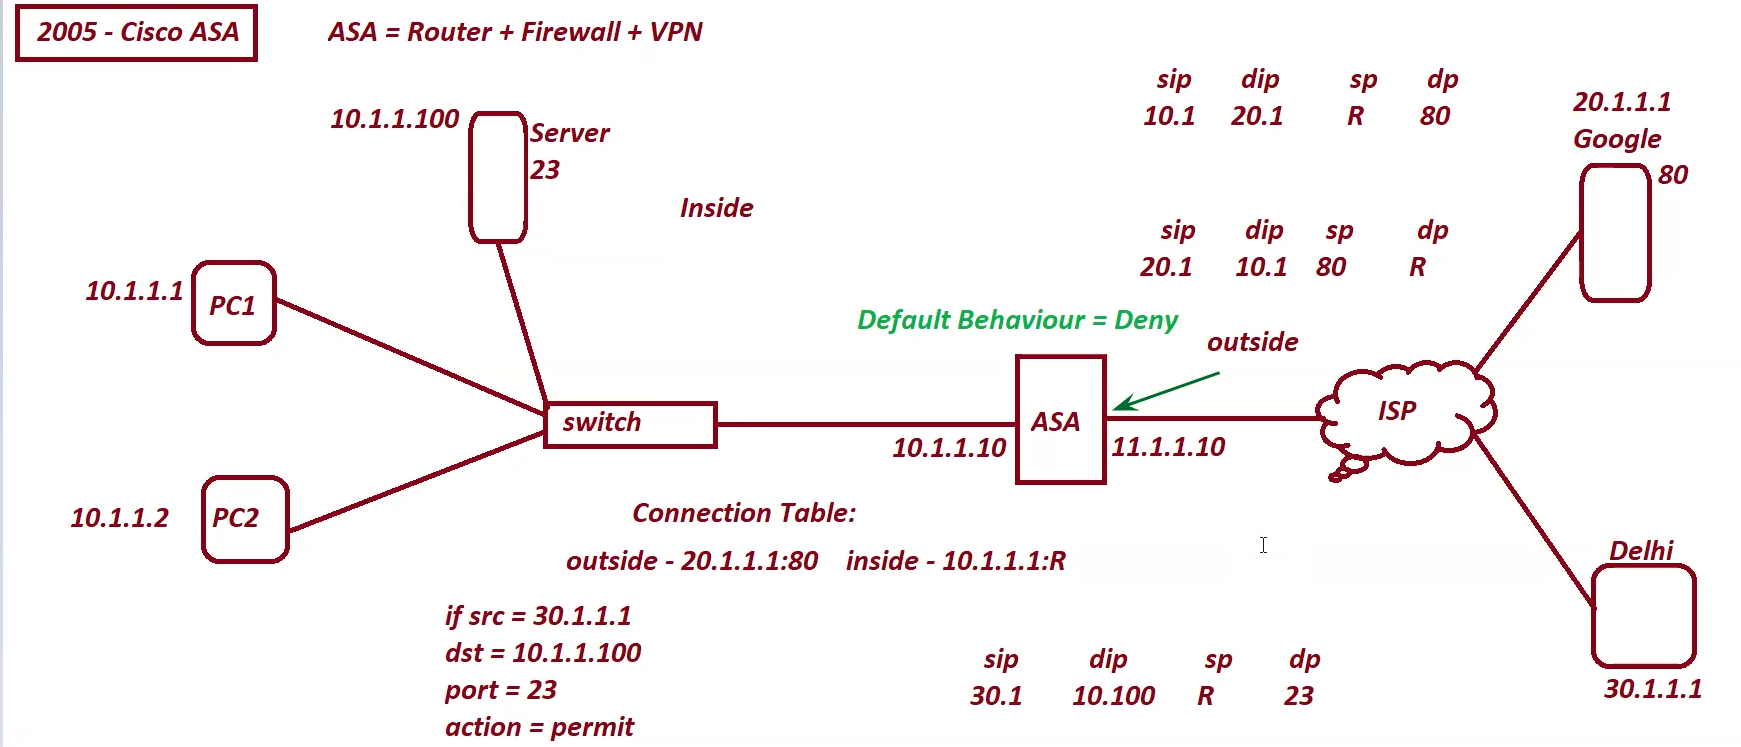 2005 - Cisco ASA
ASA = Router + Firewall + VPN
sip dip sp dp
10.1 20.1 R 80
20.1.1.1
Google
80
10.1.1.100
Server
23
Inside
sip dip sp dp
20.1 10.1 80 R
10.1.1.1
PC1
Default Behaviour = Deny
outside
switch
ASA
ISP
10.1.1.10
11.1.1.10
10.1.1.2
PC2
Connection Table:
outside - 20.1.1.1:80 inside - 10.1.1.1:R
Delhi
30.1.1.1
if src = 30.1.1.1
dst = 10.1.1.100
port = 23
action = permit
sip dip sp dp
30.1 10.100 R 23